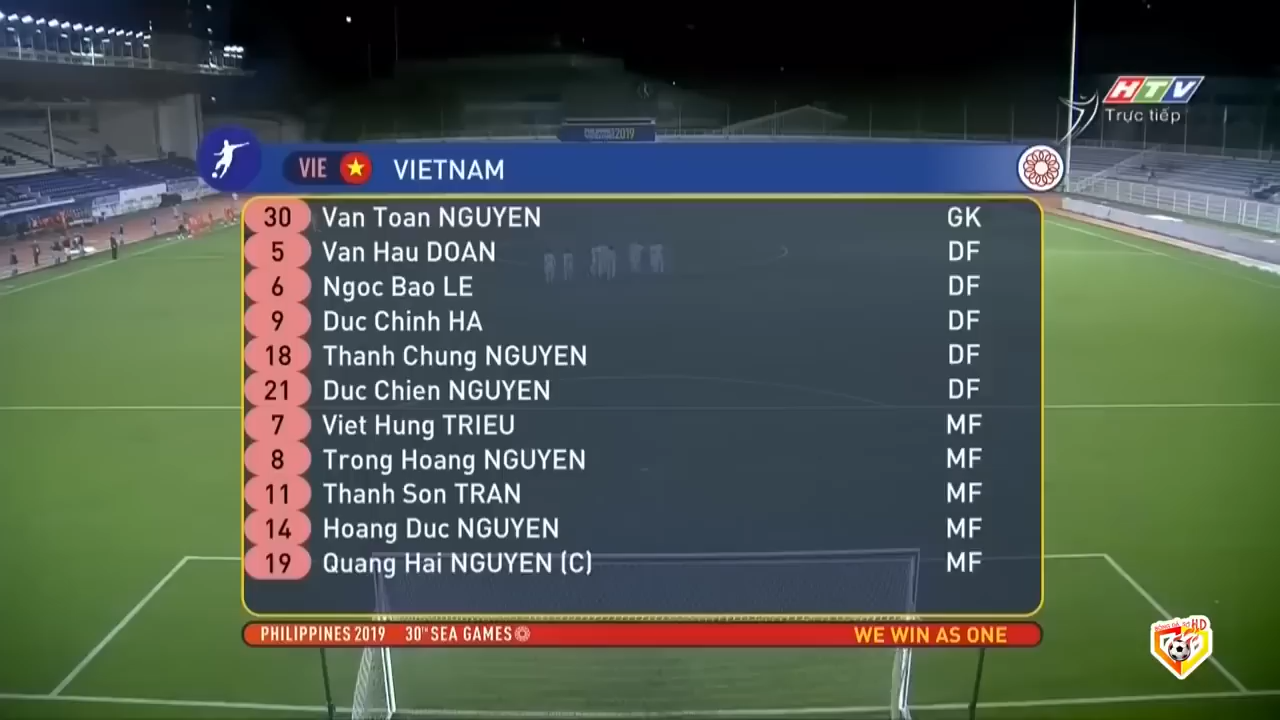 HTV
Trực tiếp
VIE VIETNAM
30 Van Toan NGUYEN GK
5 Van Hau DOAN DF
6 Ngoc Bao LE DF
9 Duc Chinh HA DF
18 Thanh Chung NGUYEN DF
21 Duc Chien NGUYEN DF
7 Viet Hung TRIEU MF
8 Trong Hoang NGUYEN MF
11 Thanh Son TRAN MF
14 Hoang Duc NGUYEN MF
19 Quang Hai NGUYEN (C) MF
PHILIPPINES 2019 30TH SEA GAMES WE WIN AS ONE
HD